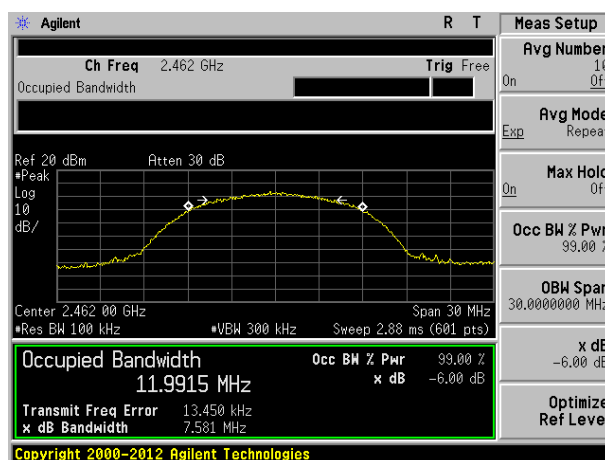 Agilent R T
Meas Setup
Ch Freq 2.462 GHz Trig Free
Occupied Bandwidth
Avg Number
10
On Of
Avg Mode
Exp Repea
Ref 20 dBm Atten 30 dB
#Peak
Log
10
dB/
Max Hold
On Of
Occ BW % Pwr
99.00 %
OBW Span
30.0000000 MHz
Center 2.462 00 GHz Span 30 MHz
#Res BW 100 kHz #VBW 300 kHz Sweep 2.88 ms (601 pts)
x dB
-6.00 dB
Occupied Bandwidth
11.9915 MHz
Occ BW % Pwr 99.00 %
x dB -6.00 dB
Transmit Freq Error 13.450 kHz
x dB Bandwidth 7.581 MHz
Optimize
Ref Leve
Copyright 2000-2012 Agilent Technologies